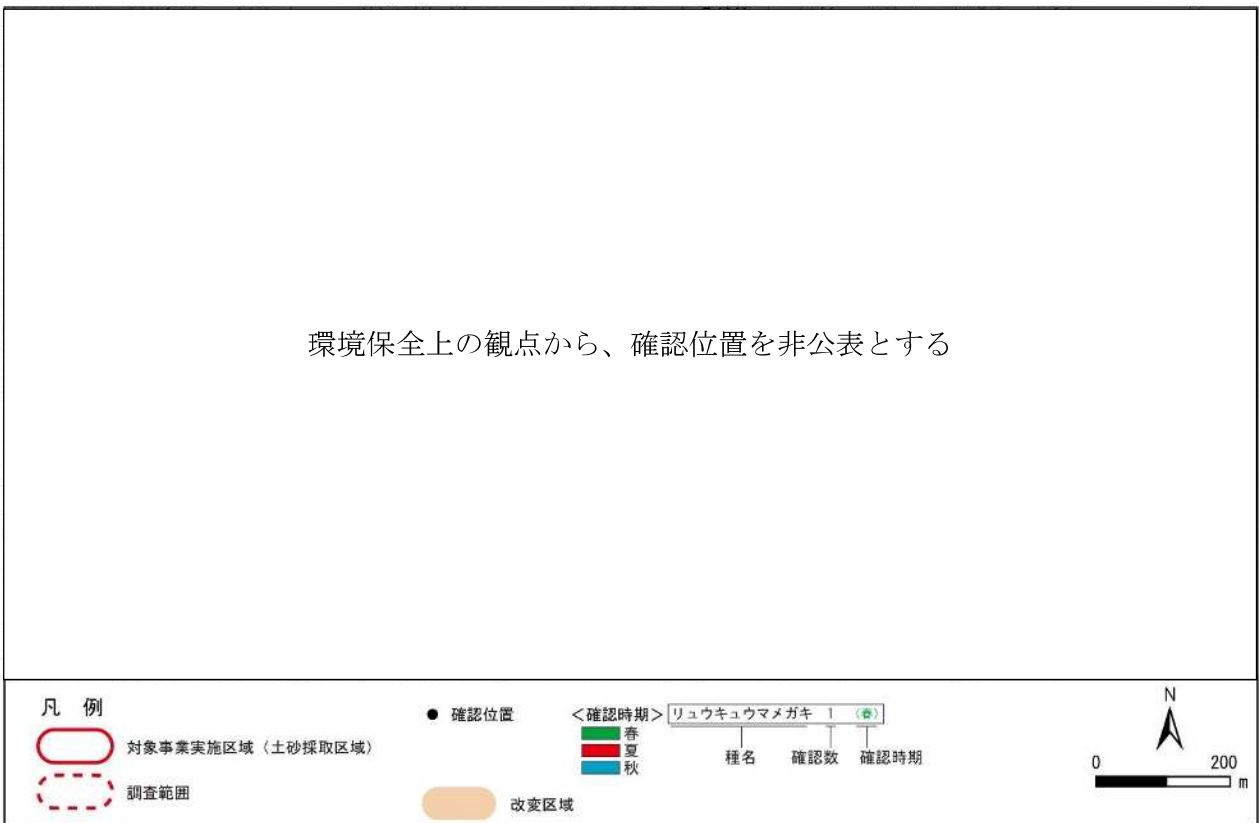 環境保全上の観点から、確認位置を非公表とする
凡 例
対象事業実施区域（土砂採取区域）
調査範囲
● 確認位置
改変区域
＜確認時期＞
春
夏
秋
リュウキュウマメガキ 1 (春)
種名 確認数 確認時期
N
0 200
m